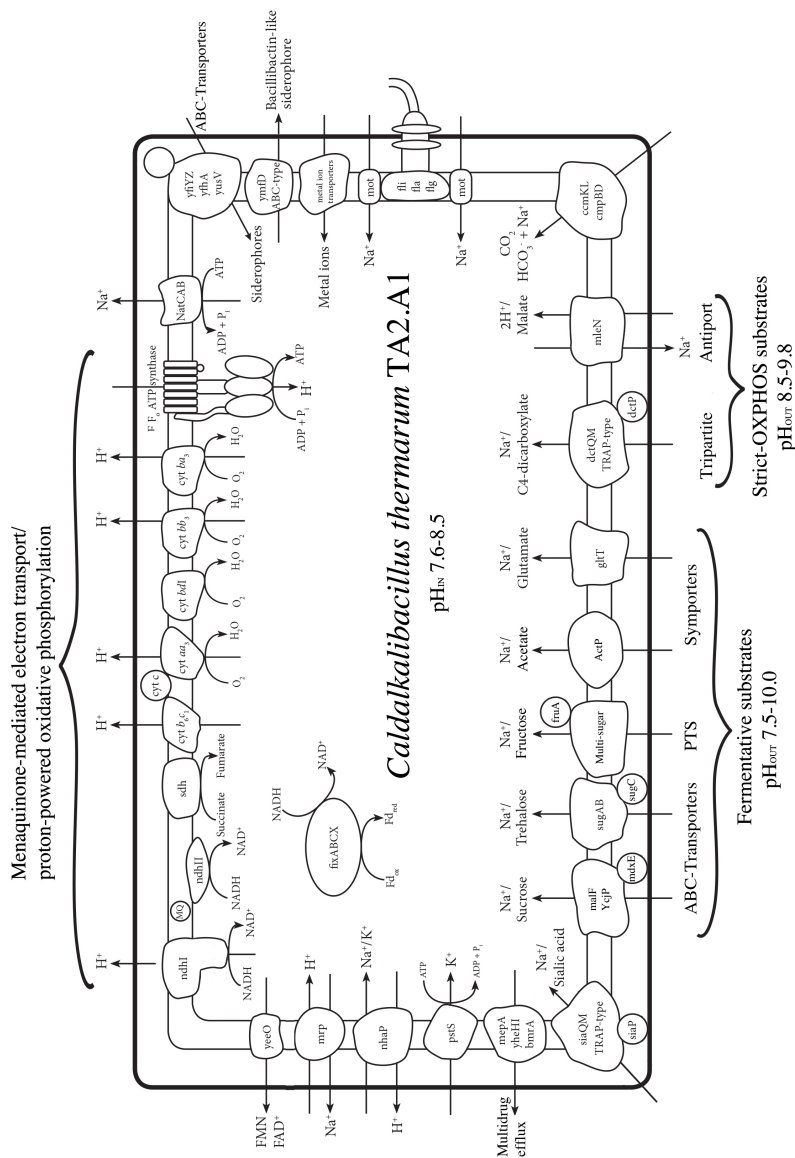 Menaquinone-mediated electron transport/
proton-powered oxidative phosphorylation
H⁺
H⁺
H⁺
H⁺
H⁺
Na⁺
ABC-Transporters
ndhI
NADH
NAD⁺
MQ
ndhII
NADH
NAD⁺
sdh
Succinate
Fumarate
cyt b₆c₁
cyt c
cyt aa₃
O₂
H₂O
cyt bdI
O₂
H₂O
cyt bb₃
O₂
H₂O
cyt ba₃
O₂
H₂O
F F₀ ATP synthase
ADP + Pᵢ
H⁺
ATP
NatCAB
ADP + Pᵢ
ATP
yfiYZ
yfhA
yusV
Siderophores
ymfD
ABC-type
Bacillibactin-like
siderophore
metal ion
transporters
Metal ions
mot
Na⁺
fli
fla
flg
mot
Na⁺
ccmKL
cmpBD
CO₂
HCO₃⁻ + Na⁺
NADH
NAD⁺
fixABCX
Fdₒₓ
Fd_red
Caldalkalibacillus thermarum TA2.A1
pHIN 7.6-8.5
yeeO
FMN
FAD⁺
mrp
H⁺
Na⁺
nhaP
Na⁺/K⁺
H⁺
pstS
ATP
K⁺
ADP + Pᵢ
mepA
yheHI
bmrA
Multidrug
efflux
siaQM
TRAP-type
siaP
Na⁺/
Sialic acid
Na⁺/
Sucrose
malF
YcjP
mdxE
Na⁺/
Trehalose
sugAB
sugC
Na⁺/
Fructose
Multi-sugar
fruA
Na⁺/
Acetate
ActP
Na⁺/
Glutamate
gltT
Na⁺/
C4-dicarboxylate
dctQM
TRAP-type
dctP
2H⁺/
Malate
mleN
Na⁺
ABC-Transporters
PTS
Symporters
Tripartite
Antiport
Fermentative substrates
pHOUT 7.5-10.0
Strict-OXPHOS substrates
pHOUT 8.5-9.8